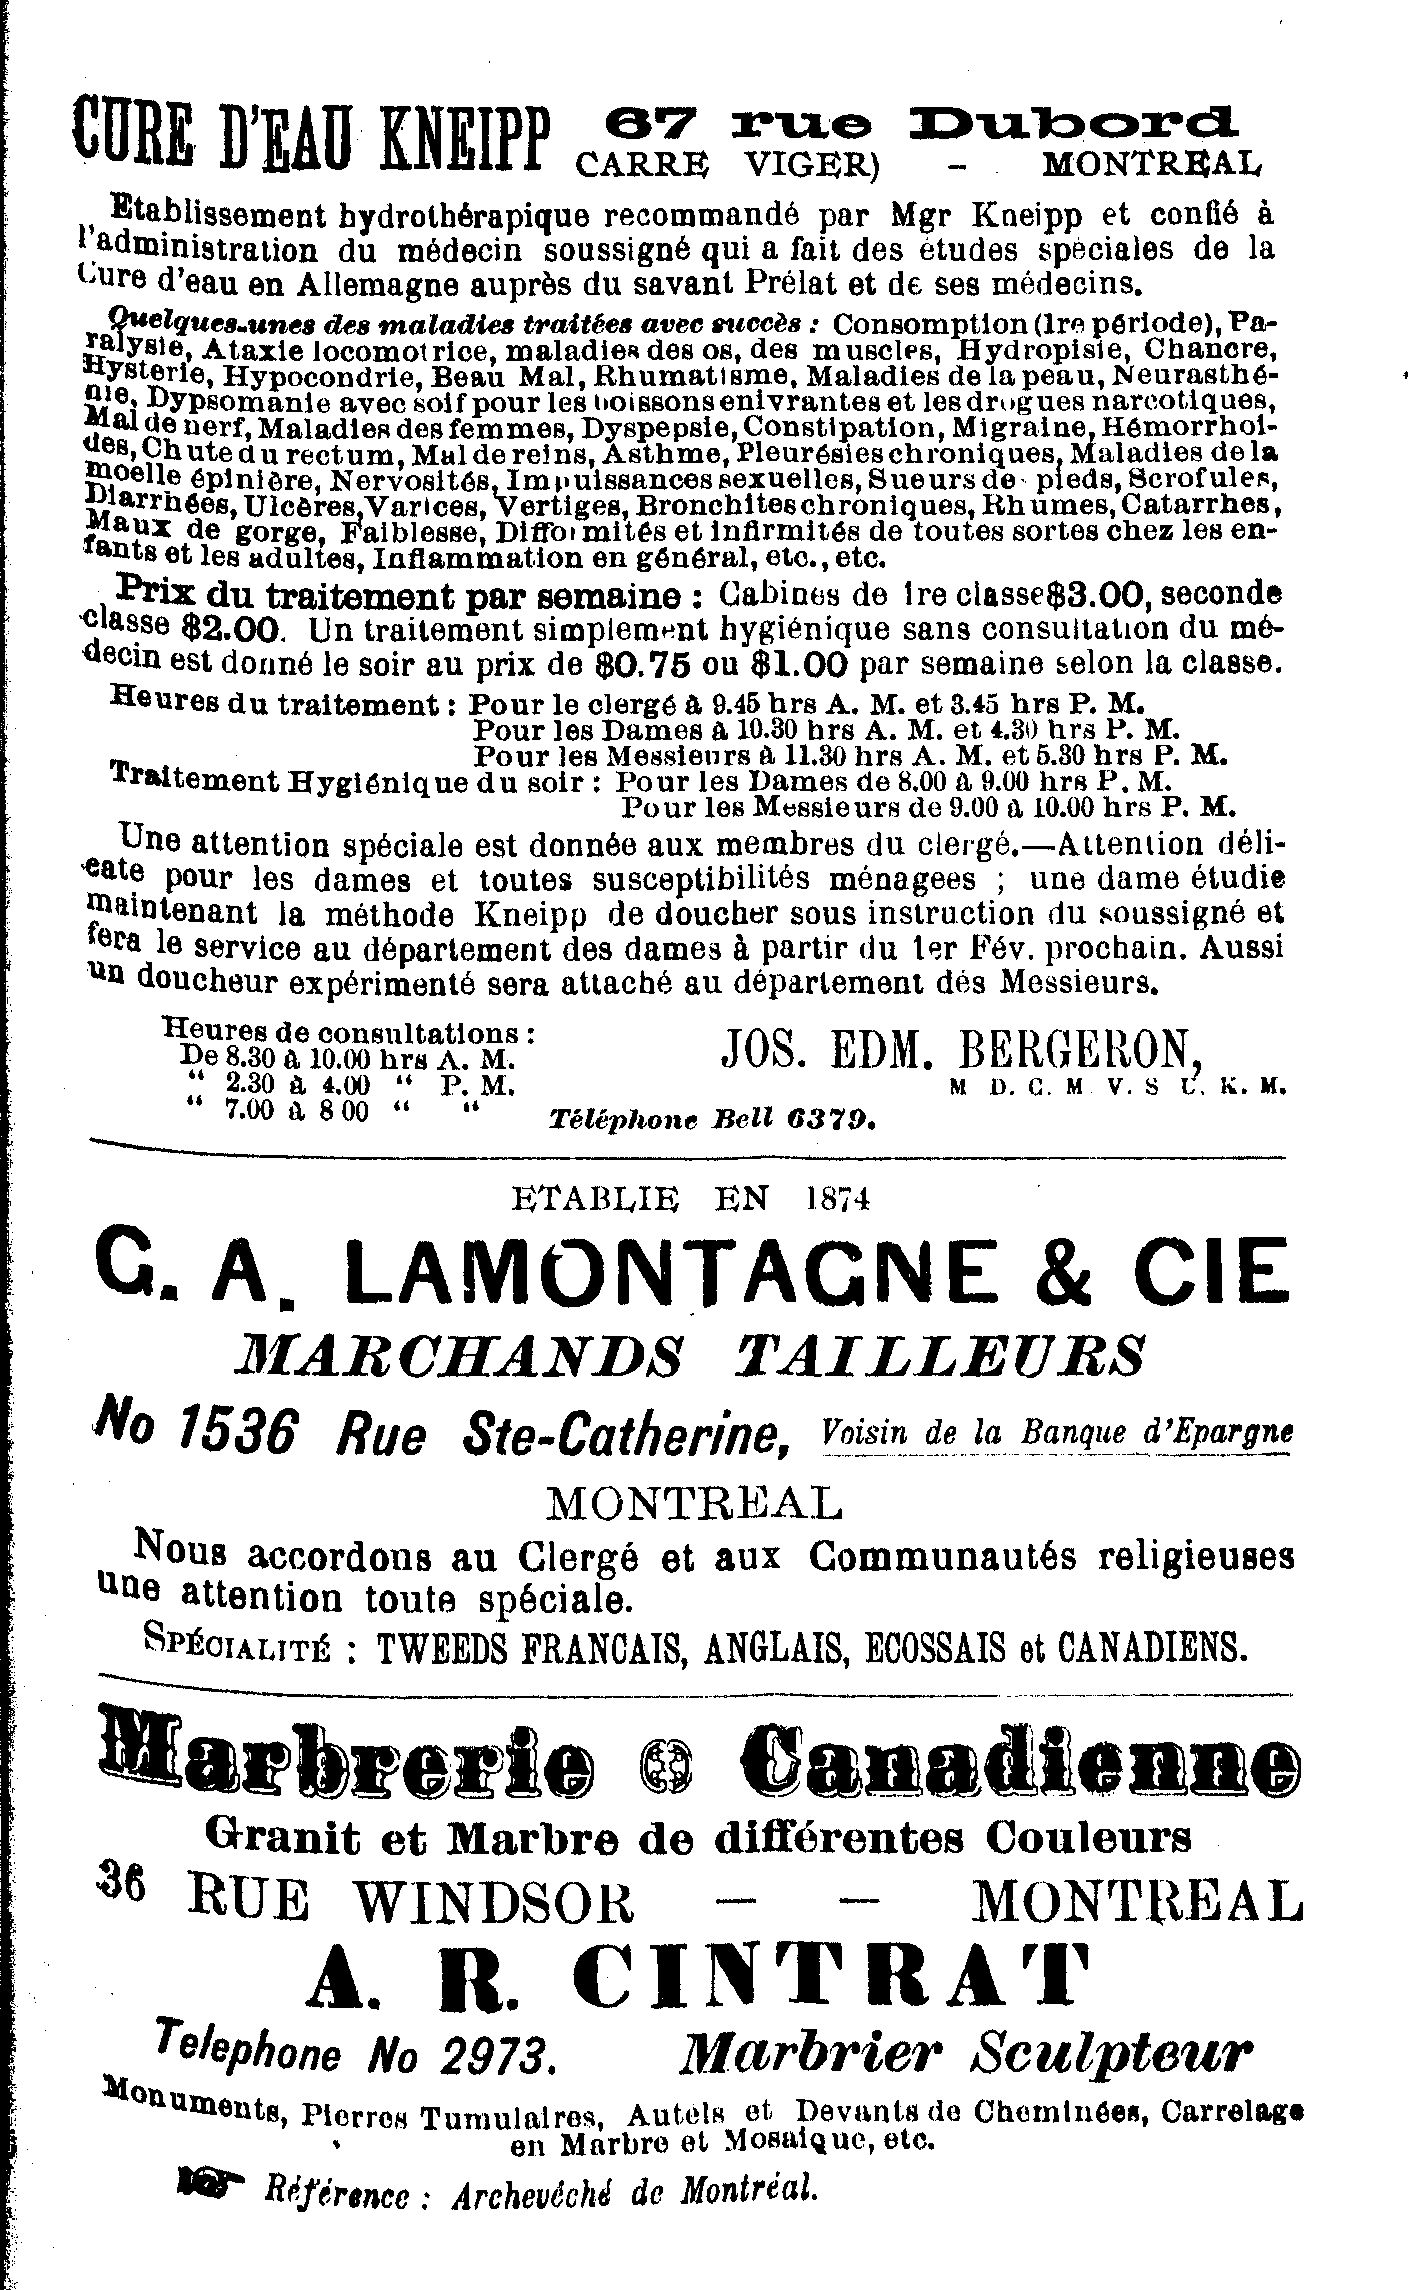 CURE D'EAU KNEIPP 67 rue Dubord
CARRE VIGER) - MONTREAL
Etablissement hydrothérapique recommandé par Mgr Kneipp et confié à
l'administration du médecin soussigné qui a fait des études spéciales de la
Cure d'eau en Allemagne auprès du savant Prélat et de ses médecins.
Quelques-unes des maladies traitées avec succès : Consomption (1re période), Pa-
ralysie, Ataxie locomotrice, maladies des os, des muscles, Hydropisie, Chancre,
Hysterie, Hypocondrie, Beau Mal, Rhumatisme, Maladies de la peau, Neurasthé-
nie, Dypsomanie avec soif pour les boissons enivrantes et les drogues narcotiques,
Mal de nerf, Maladies des femmes, Dyspepsie, Constipation, Migraine, Hémorrhoi-
des, Chute du rectum, Mal de reins, Asthme, Pleurésies chroniques, Maladies de la
moelle épinière, Nervosités, Impuissances sexuelles, Sueurs de pieds, Scrofules,
Diarrhées, Ulcères, Varices, Vertiges, Bronchites chroniques, Rhumes, Catarrhes,
Maux de gorge, Faiblesse, Difformités et infirmités de toutes sortes chez les en-
fants et les adultes, Inflammation en général, etc., etc.
Prix du traitement par semaine : Cabines de 1re classe $3.00, seconde
classe $2.00. Un traitement simplement hygiénique sans consultation du mé-
decin est donné le soir au prix de $0.75 ou $1.00 par semaine selon la classe.
Heures du traitement : Pour le clergé à 9.45 hrs A. M. et 3.45 hrs P. M.
Pour les Dames à 10.30 hrs A. M. et 4.30 hrs P. M.
Pour les Messieurs à 11.30 hrs A. M. et 5.30 hrs P. M.
Traitement Hygiénique du soir : Pour les Dames de 8.00 à 9.00 hrs P. M.
Pour les Messieurs de 9.00 à 10.00 hrs P. M.
Une attention spéciale est donnée aux membres du clergé.—Attention déli-
cate pour les dames et toutes susceptibilités ménagees ; une dame étudie
maintenant la méthode Kneipp de doucher sous instruction du soussigné et
fera le service au département des dames à partir du 1er Fév. prochain. Aussi
un doucheur expérimenté sera attaché au département dés Messieurs.
Heures de consultations :
De 8.30 à 10.00 hrs A. M.
" 2.30 à 4.00 " P. M.
" 7.00 à 8 00 " "
JOS. EDM. BERGERON,
M D. C. M V. S U. K. M.
Téléphone Bell 6379.
ETABLIE EN 1874
G. A. LAMONTAGNE & CIE
MARCHANDS TAILLEURS
No 1536 Rue Ste-Catherine, Voisin de la Banque d'Epargne
MONTREAL
Nous accordons au Clergé et aux Communautés religieuses
une attention toute spéciale.
SPÉCIALITÉ : TWEEDS FRANCAIS, ANGLAIS, ECOSSAIS et CANADIENS.
Marbrerie Canadienne
Granit et Marbre de différentes Couleurs
36 RUE WINDSOR — — MONTREAL
A. R. CINTRAT
Telephone No 2973. Marbrier Sculpteur
Monuments, Pierres Tumulaires, Autels et Devants de Cheminées, Carrelage
en Marbre et Mosaique, etc.
Référence : Archevêché de Montréal.